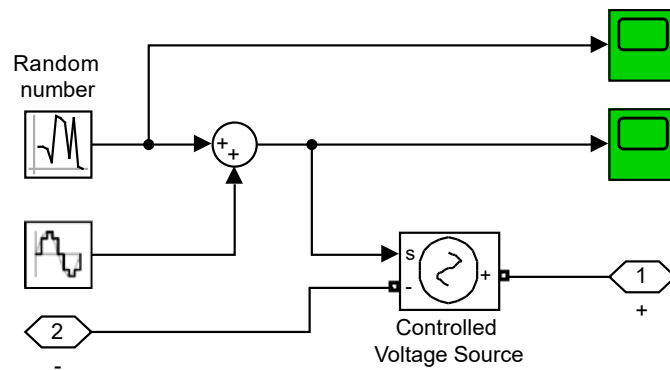 Random
number
+
+
s
-
+
1
+
2
-
Controlled
Voltage Source